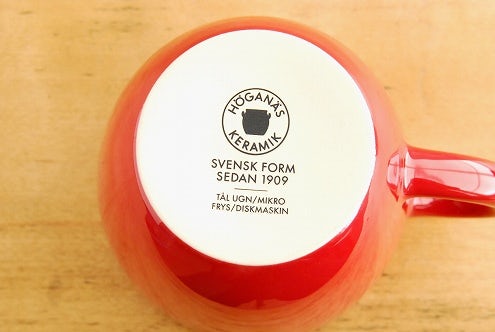 HÖGANÄS
KERAMIK
SVENSK FORM
SEDAN 1909
TÅL UGN/MIKRO
FRYS/DISKMASKIN